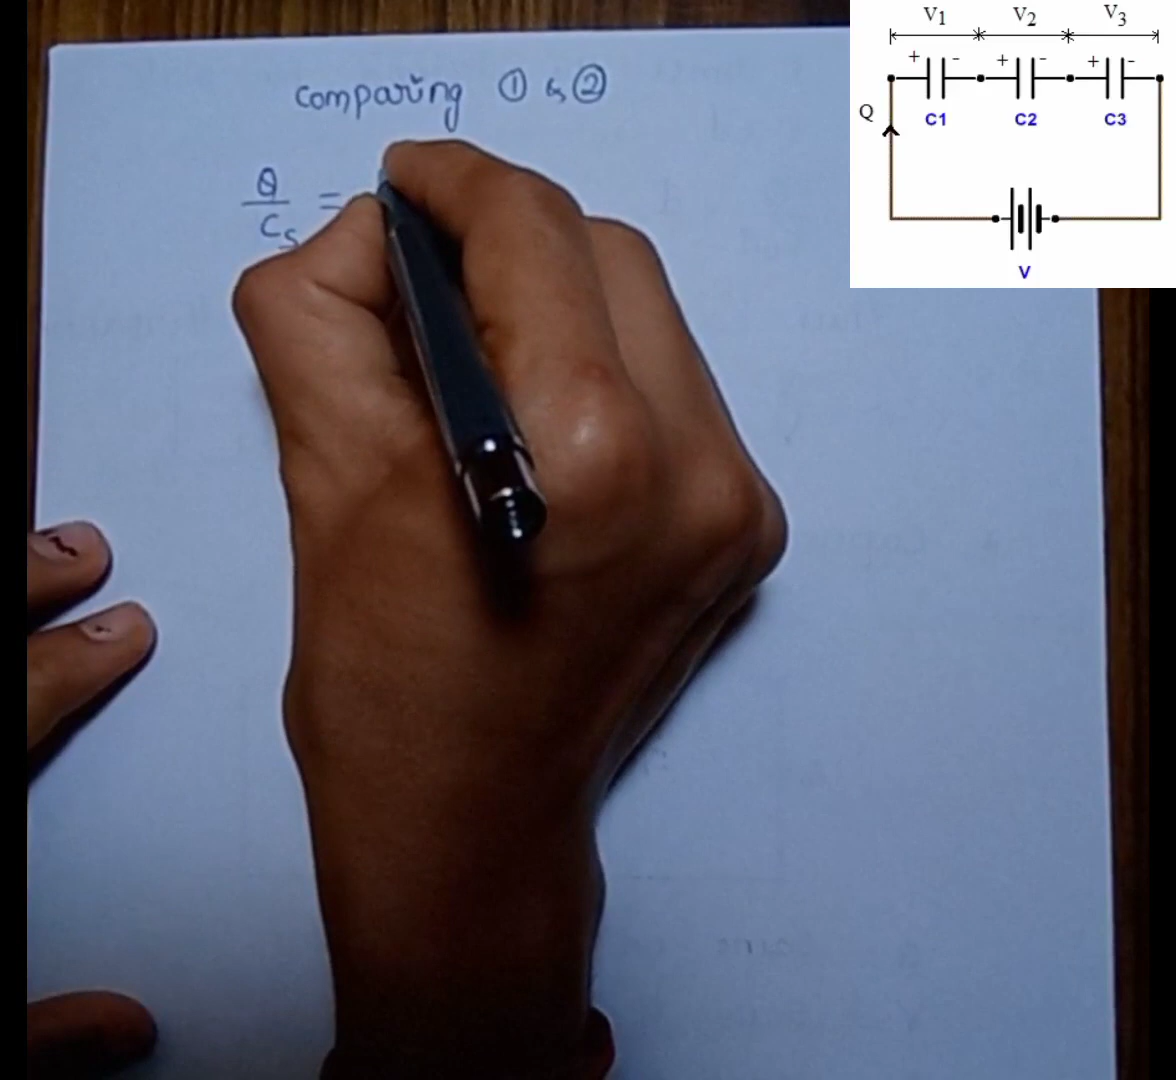 Comparing ① & ②
Q/Cs =
V1 V2 V3
+ - + - + -
Q
C1 C2 C3
V